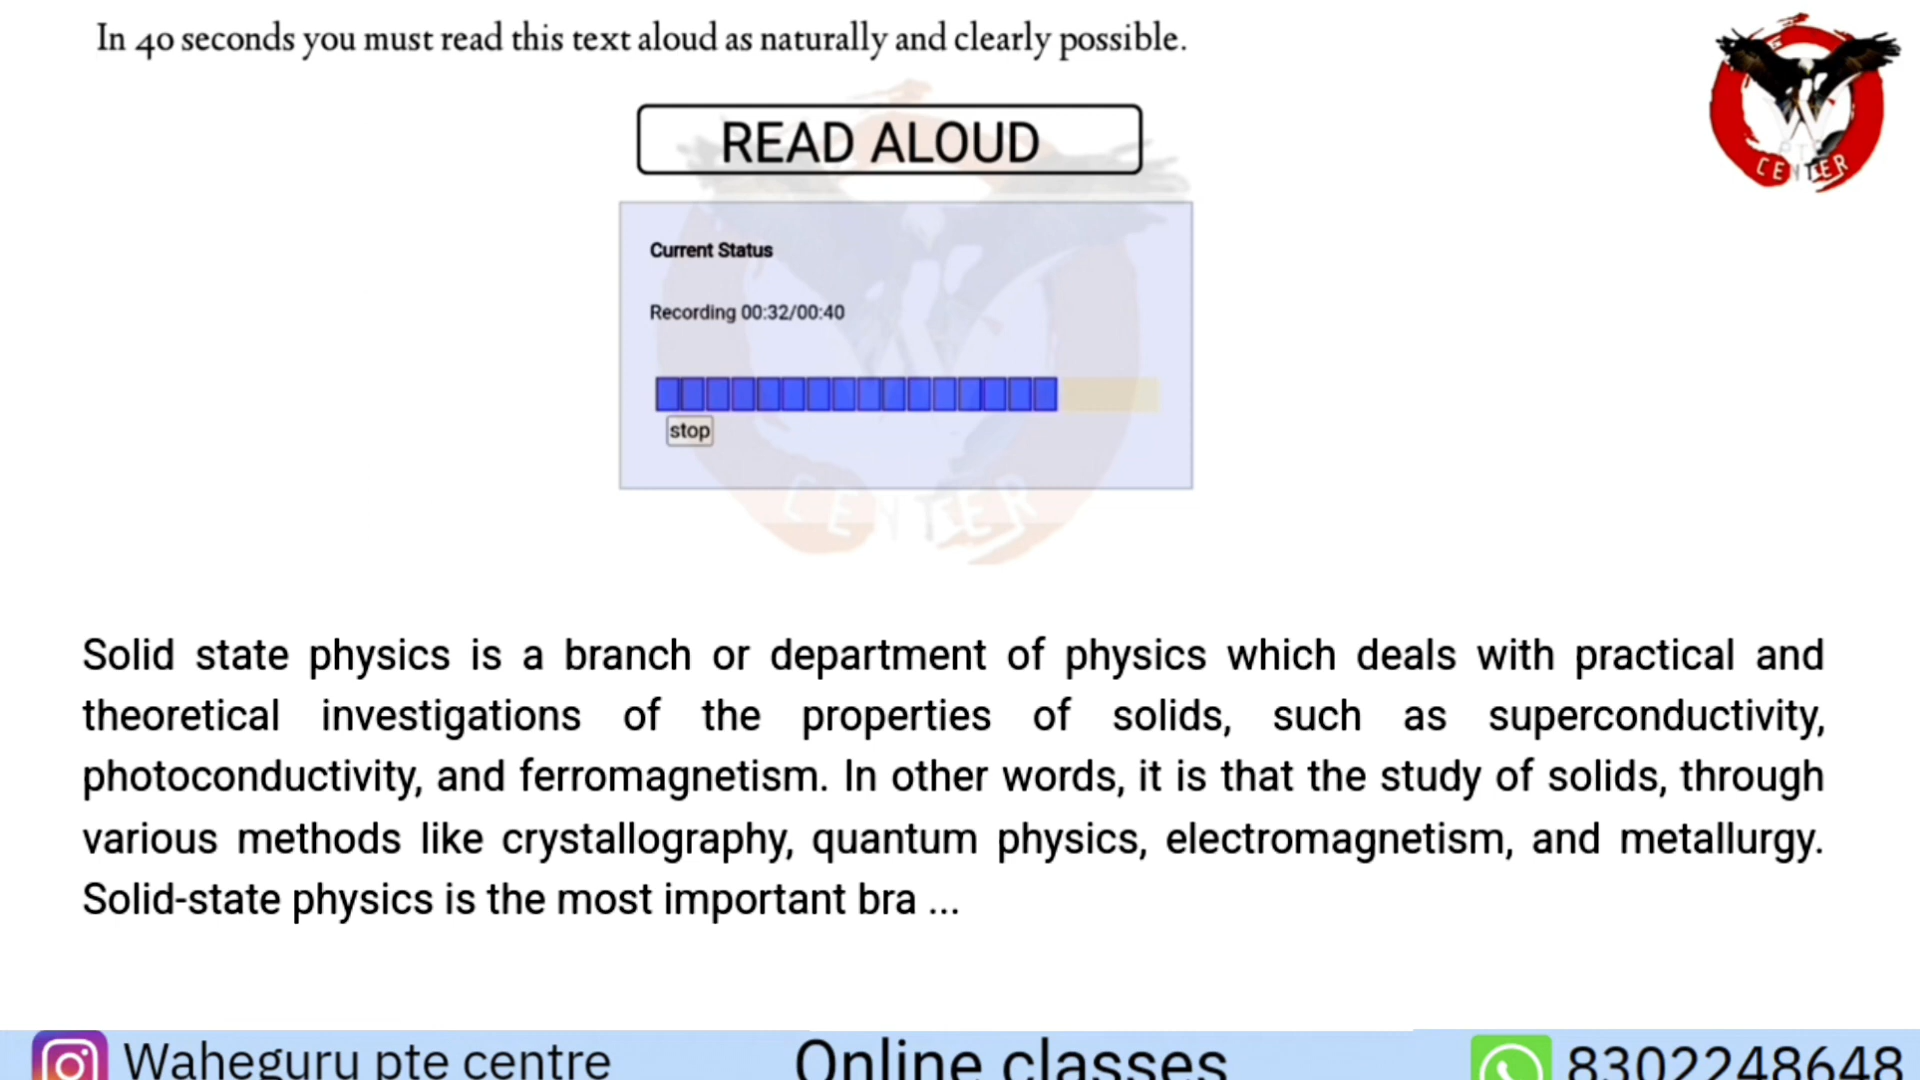 In 40 seconds you must read this text aloud as naturally and clearly possible.
READ ALOUD
Current Status
Recording 00:32/00:40
stop
CENTER
CENTER
Solid state physics is a branch or department of physics which deals with practical and
theoretical investigations of the properties of solids, such as superconductivity,
photoconductivity, and ferromagnetism. In other words, it is that the study of solids, through
various methods like crystallography, quantum physics, electromagnetism, and metallurgy.
Solid-state physics is the most important bra ...
Waheguru pte centre
Online classes
8302248648